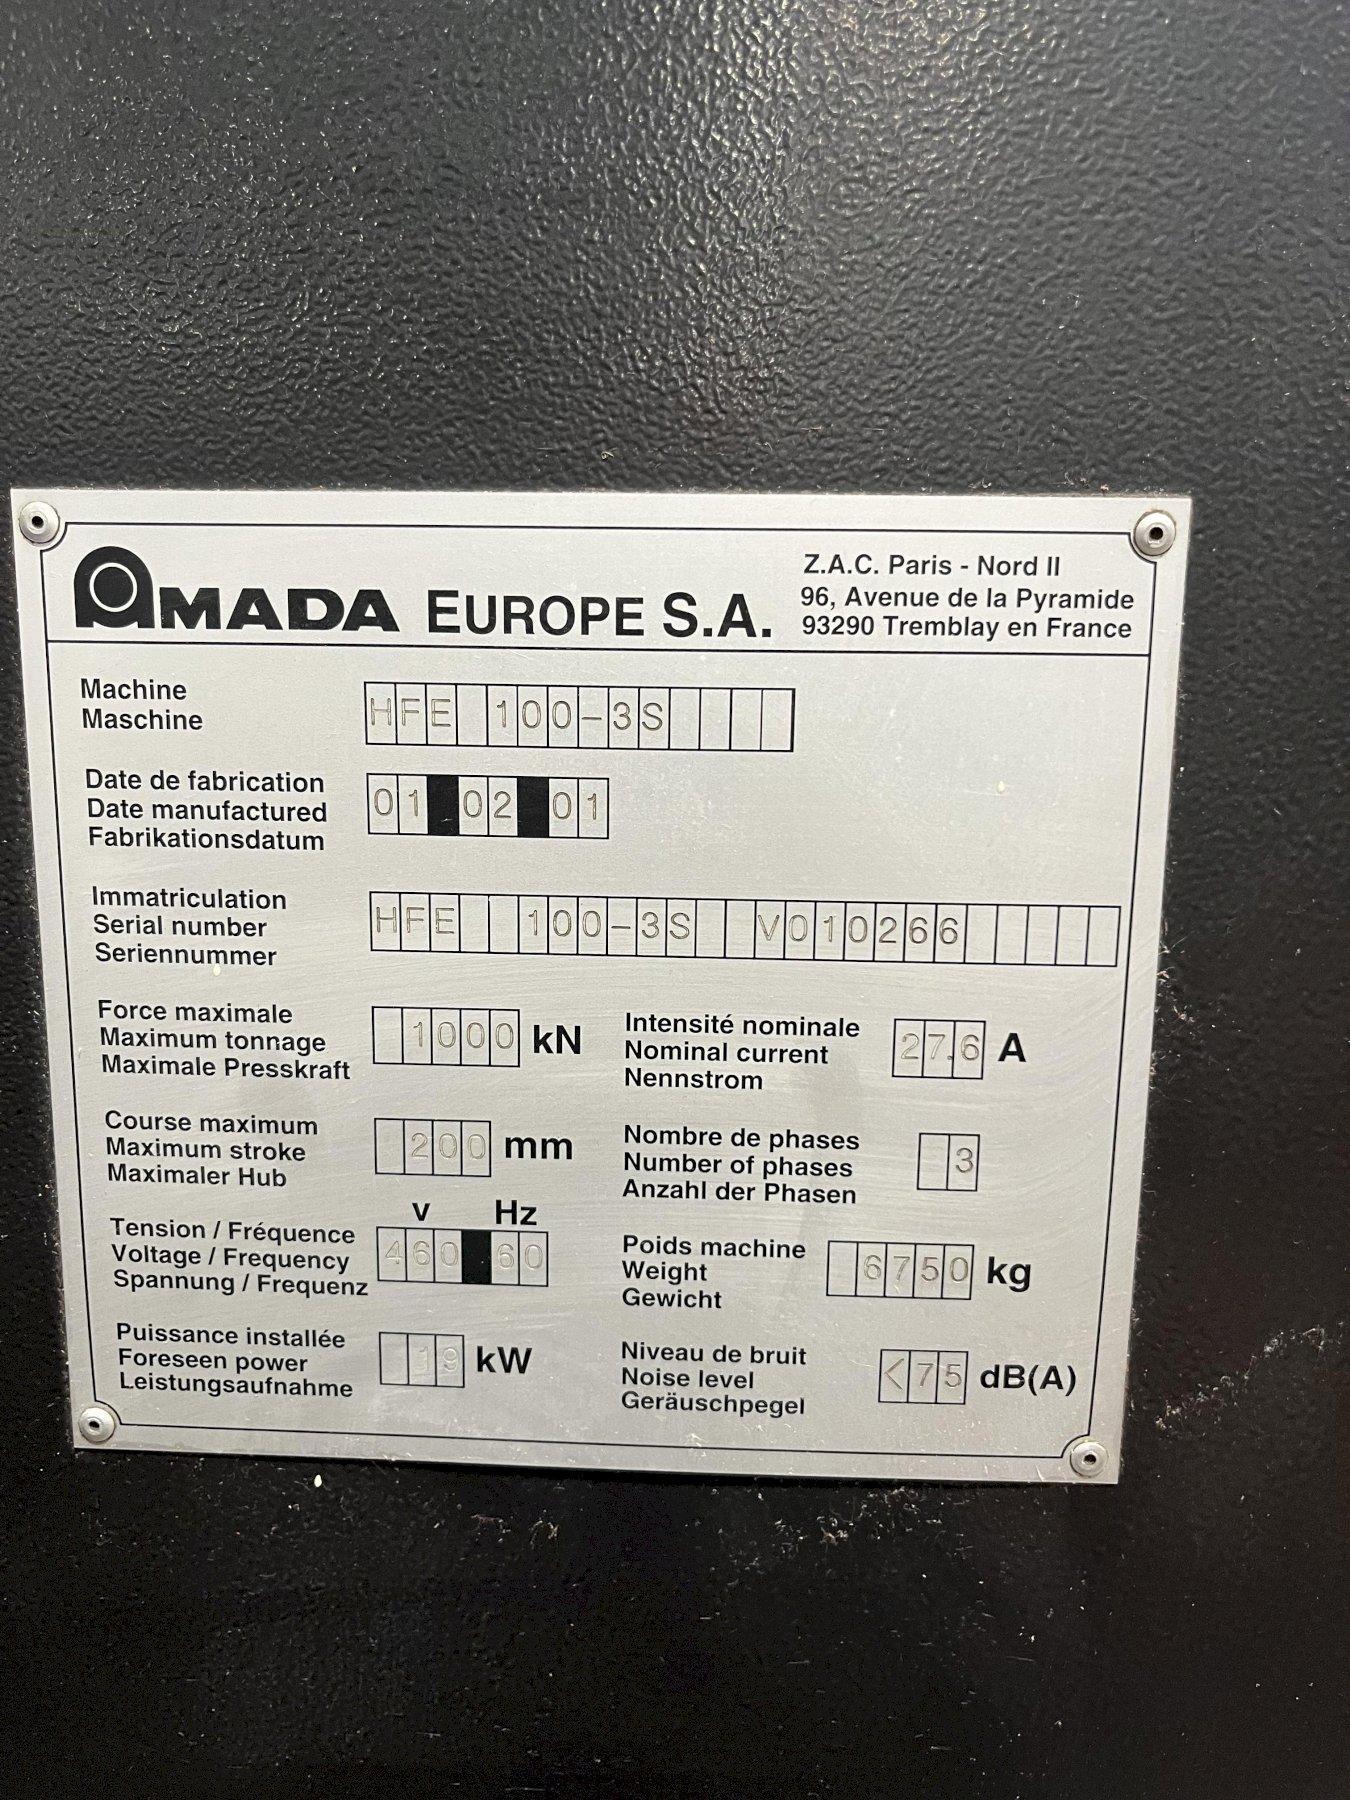 AMADA EUROPE S.A.
Z.A.C. Paris - Nord II
96, Avenue de la Pyramide
93290 Tremblay en France
Machine
Maschine
HFE 100-3S
Date de fabrication
Date manufactured
Fabrikationsdatum
01 02 01
Immatriculation
Serial number
Seriennummer
HFE 100-3S V010266
Force maximale
Maximum tonnage
Maximale Presskraft
1000 kN
Intensité nominale
Nominal current
Nennstrom
27.6 A
Course maximum
Maximum stroke
Maximaler Hub
200 mm
Nombre de phases
Number of phases
Anzahl der Phasen
3
V Hz
Tension / Fréquence
Voltage / Frequency
Spannung / Frequenz
460 60
Poids machine
Weight
Gewicht
6750 kg
Puissance installée
Foreseen power
Leistungsaufnahme
19 kW
Niveau de bruit
Noise level
Geräuschpegel
<75 dB(A)